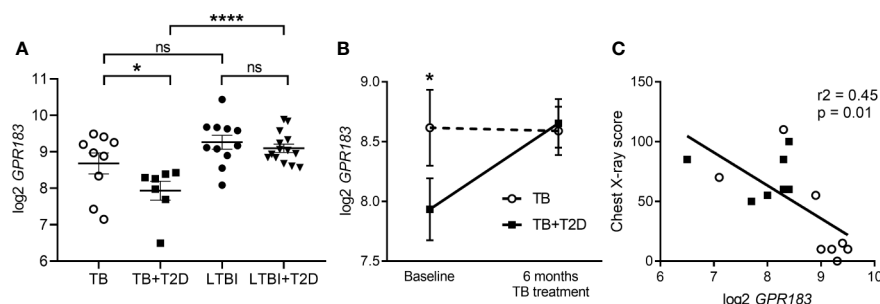 A
****
ns
*
ns
log2 GPR183
11
10
9
8
7
6
TB
TB+T2D
LTBI
LTBI+T2D
B
*
log2 GPR183
9.0
8.5
8.0
7.5
TB
TB+T2D
Baseline
6 months
TB treatment
C
r2 = 0.45
p = 0.01
Chest X-ray score
150
100
50
0
6
7
8
9
10
log2 GPR183